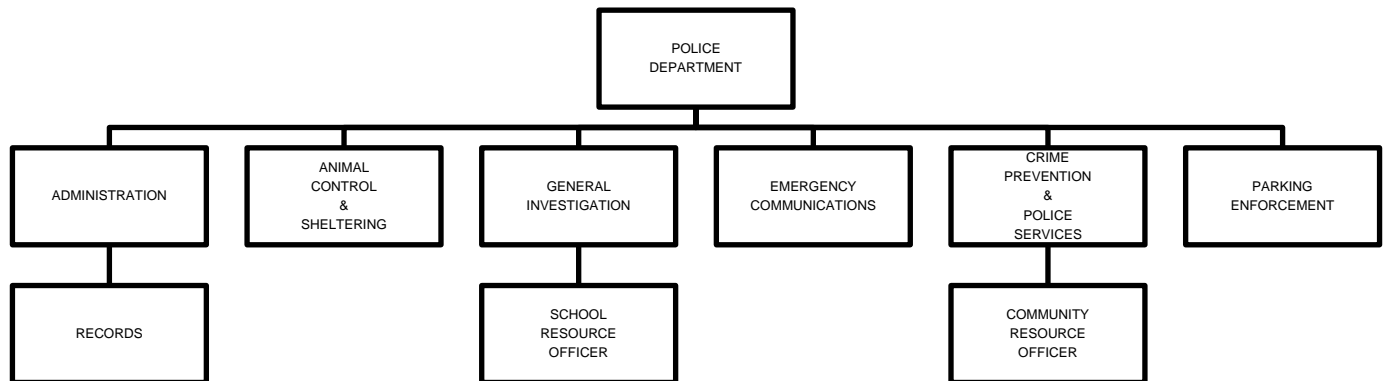 POLICE
DEPARTMENT
ADMINISTRATION
ANIMAL
CONTROL
&
SHELTERING
GENERAL
INVESTIGATION
EMERGENCY
COMMUNICATIONS
CRIME
PREVENTION
&
POLICE
SERVICES
PARKING
ENFORCEMENT
RECORDS
SCHOOL
RESOURCE
OFFICER
COMMUNITY
RESOURCE
OFFICER